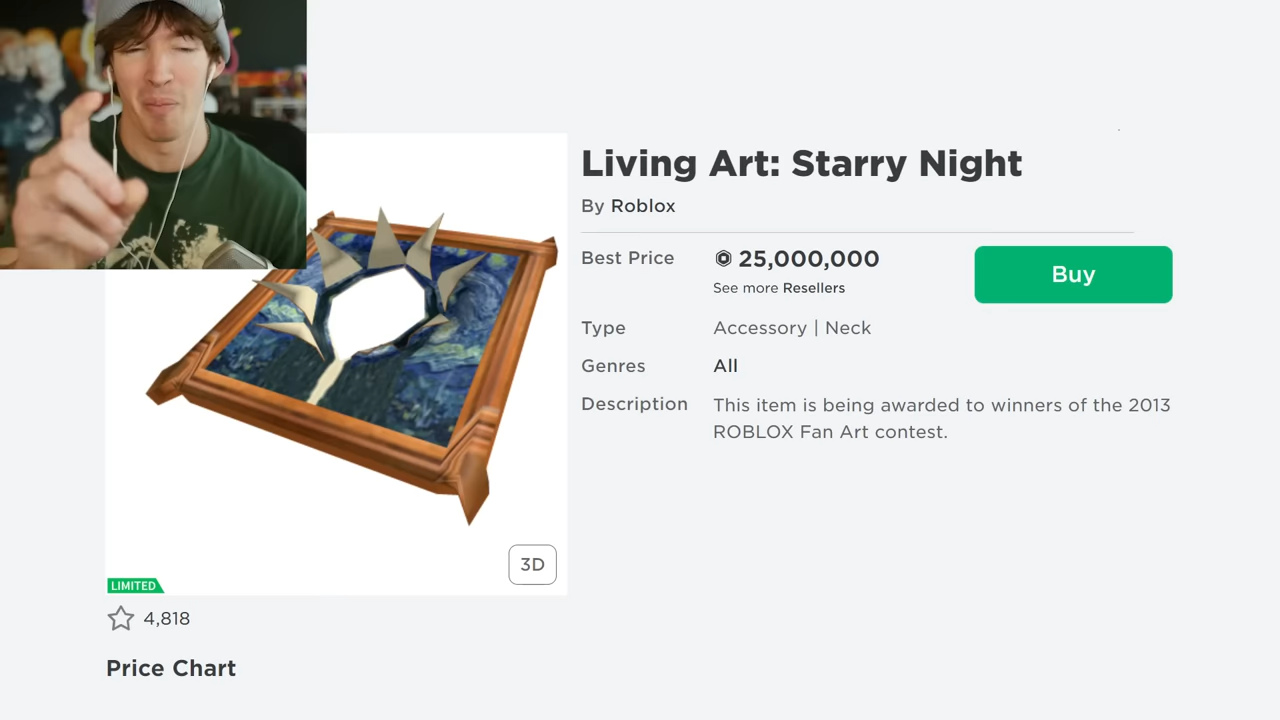 Living Art: Starry Night
By Roblox
Best Price 25,000,000 Buy
See more Resellers
Type Accessory | Neck
Genres All
Description This item is being awarded to winners of the 2013
ROBLOX Fan Art contest.
3D
LIMITED
4,818
Price Chart